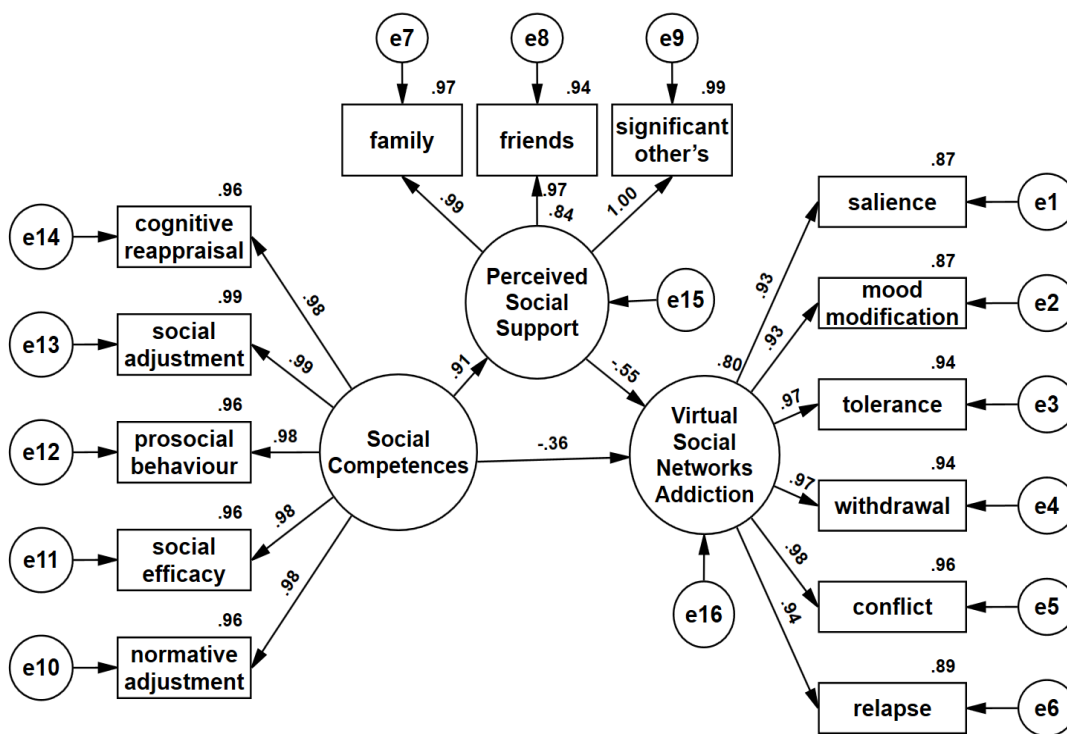 e7
e8
e9
.97
.94
.99
family
friends
significant
other's
.99
.97
.84
1.00
Perceived
Social
Support
e15
.96
e14
cognitive
reappraisal
.98
.99
e13
social
adjustment
.99
.96
e12
prosocial
behaviour
.98
.96
e11
social
efficacy
.98
.96
e10
normative
adjustment
.98
Social
Competences
.91
-.55
-.36
.80
Virtual
Social
Networks
Addiction
e16
.93
.87
salience
e1
.93
.87
mood
modification
e2
.97
.94
tolerance
e3
.97
.94
withdrawal
e4
.98
.96
conflict
e5
.94
.89
relapse
e6